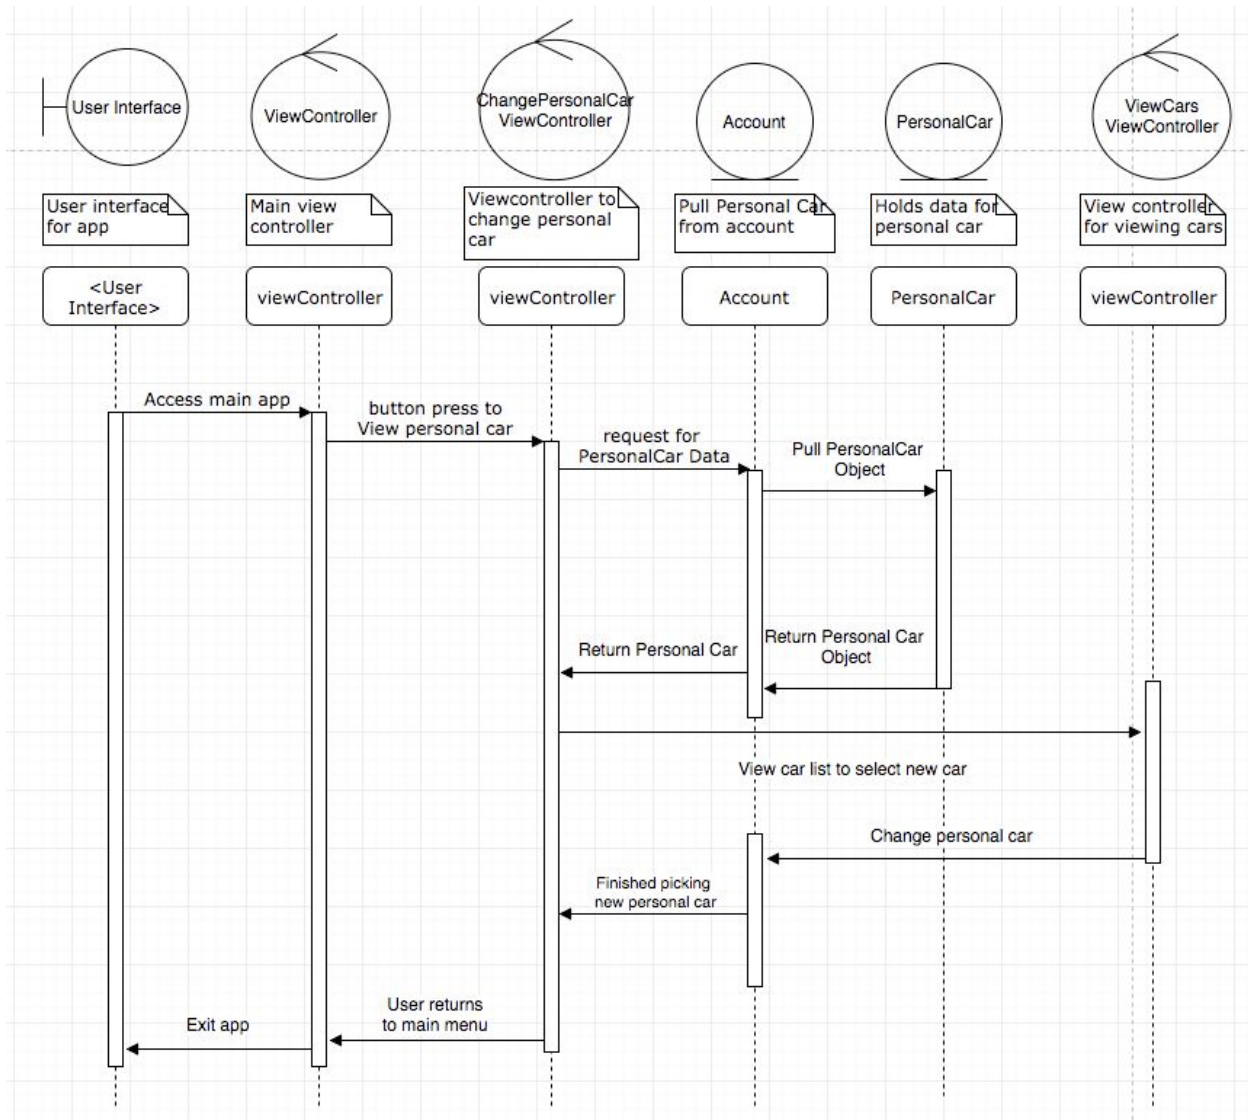 User Interface
ViewController
ChangePersonalCar
ViewController
Account
PersonalCar
ViewCars
ViewController
User interface
for app
Main view
controller
Viewcontroller to
change personal
car
Pull Personal Car
from account
Holds data for
personal car
View controller
for viewing cars
<User
Interface>
viewController
viewController
Account
PersonalCar
viewController
Access main app
button press to
View personal car
request for
PersonalCar Data
Pull PersonalCar
Object
Return Personal Car
Return Personal Car
Object
View car list to select new car
Change personal car
Finished picking
new personal car
User returns
to main menu
Exit app